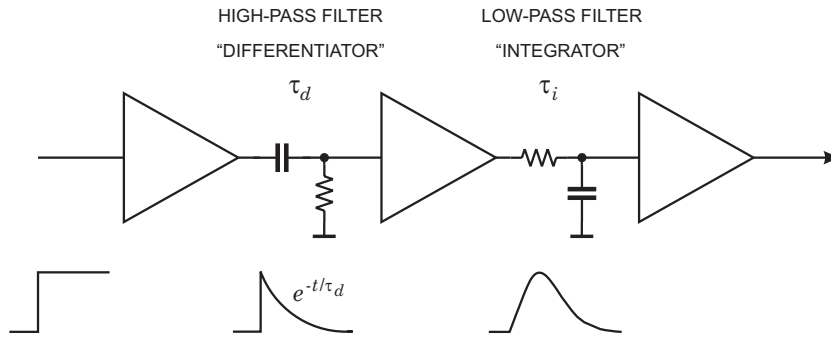 HIGH-PASS FILTER
“DIFFERENTIATOR”
τd
LOW-PASS FILTER
“INTEGRATOR”
τi
e-t/τd